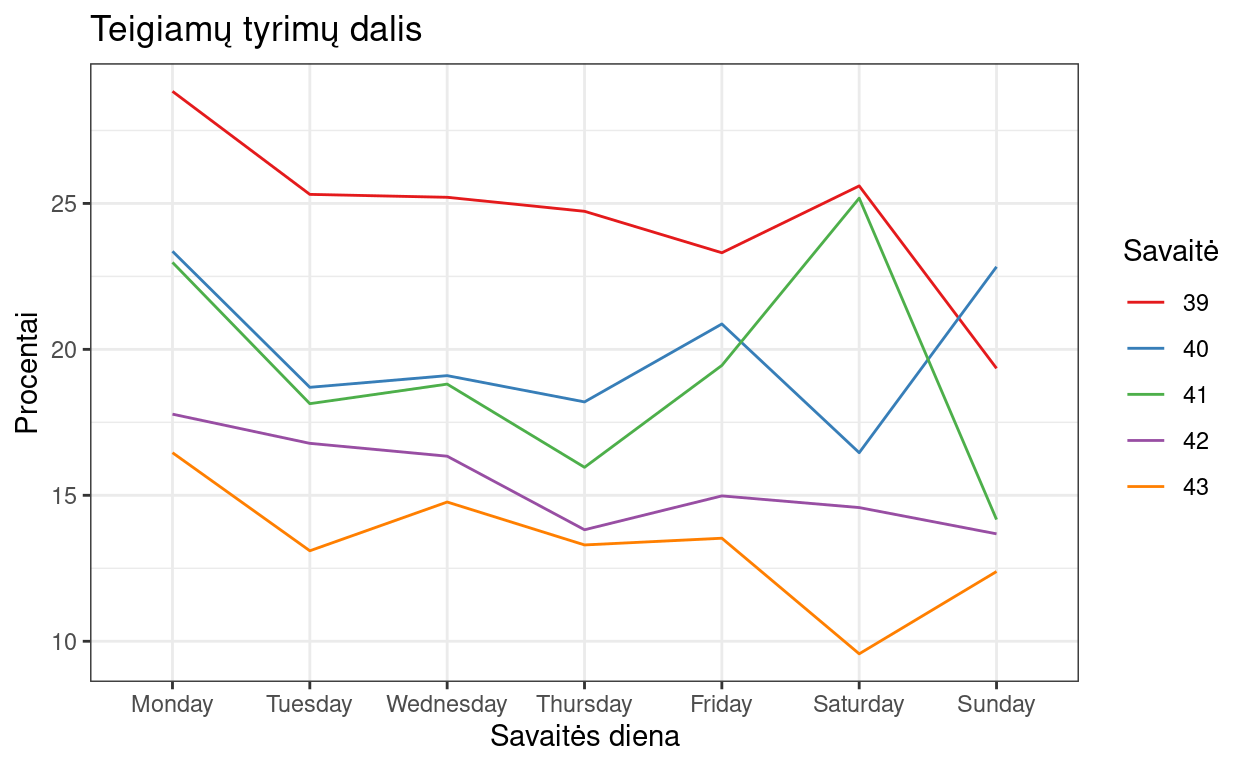 Teigiamų tyrimų dalis
Procentai
25
20
15
10
Monday
Tuesday
Wednesday
Thursday
Friday
Saturday
Sunday
Savaitės diena
Savaitė
39
40
41
42
43